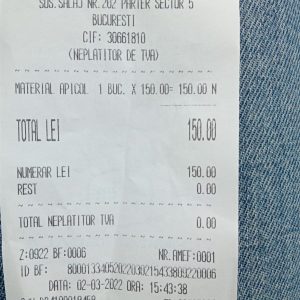 SOS. SALAJ NR.202 PARTER SECTOR 5
BUCURESTI
CIF: 30661810
(NEPLATITOR DE TVA)
MATERIAL APICOL 1 BUC. X 150.00= 150.00 N
TOTAL LEI 150.00
NUMERAR LEI 150.00
REST 0.00
TOTAL NEPLATITOR TVA 0.00
Z:0922 BF:0006 NR.AMEF:0001
ID BF: 80001334052022030215433809220006
DATA: 02-03-2022 ORA: 15:43:38